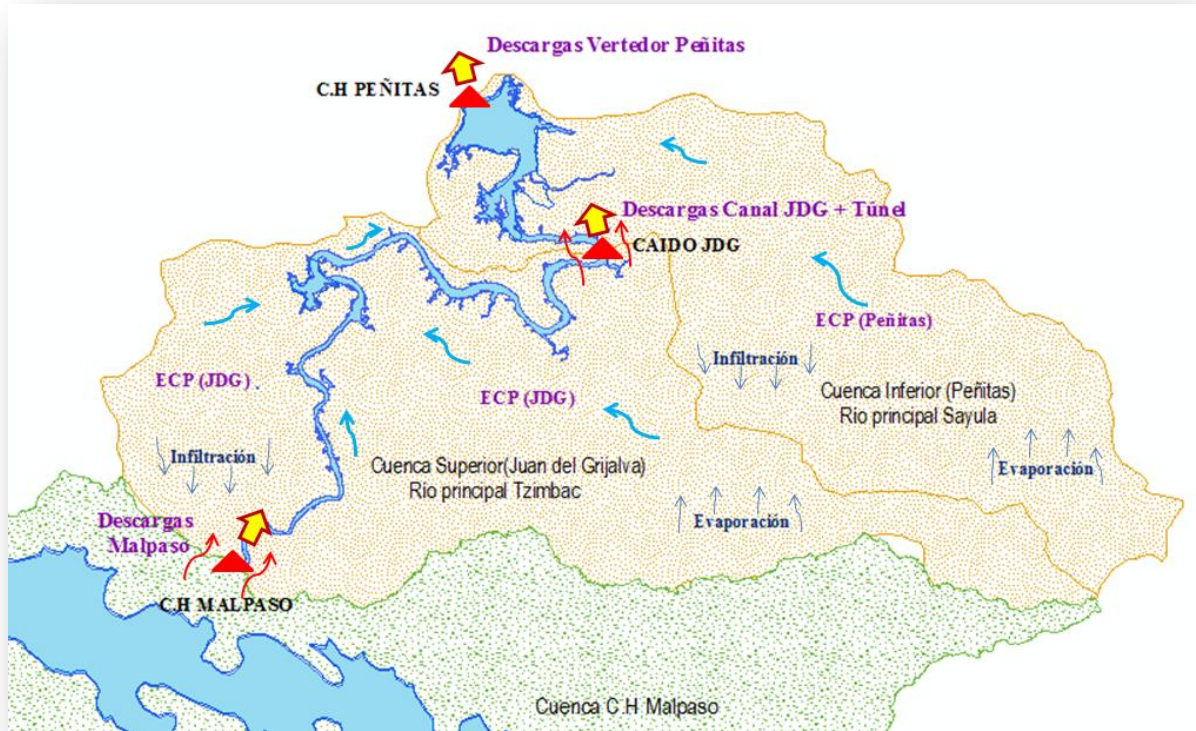 Descargas Vertedor Peñitas
C.H PEÑITAS
Descargas Canal JDG + Túnel
CAIDO JDG
ECP (Peñitas)
Infiltración
ECP (JDG)
ECP (JDG)
Cuenca Inferior (Peñitas)
Rio principal Sayula
Infiltración
Cuenca Superior(Juan del Grijalva)
Rio principal Tzimbac
Evaporación
Evaporación
Descargas
Malpaso
C.H MALPASO
Cuenca C.H Malpaso